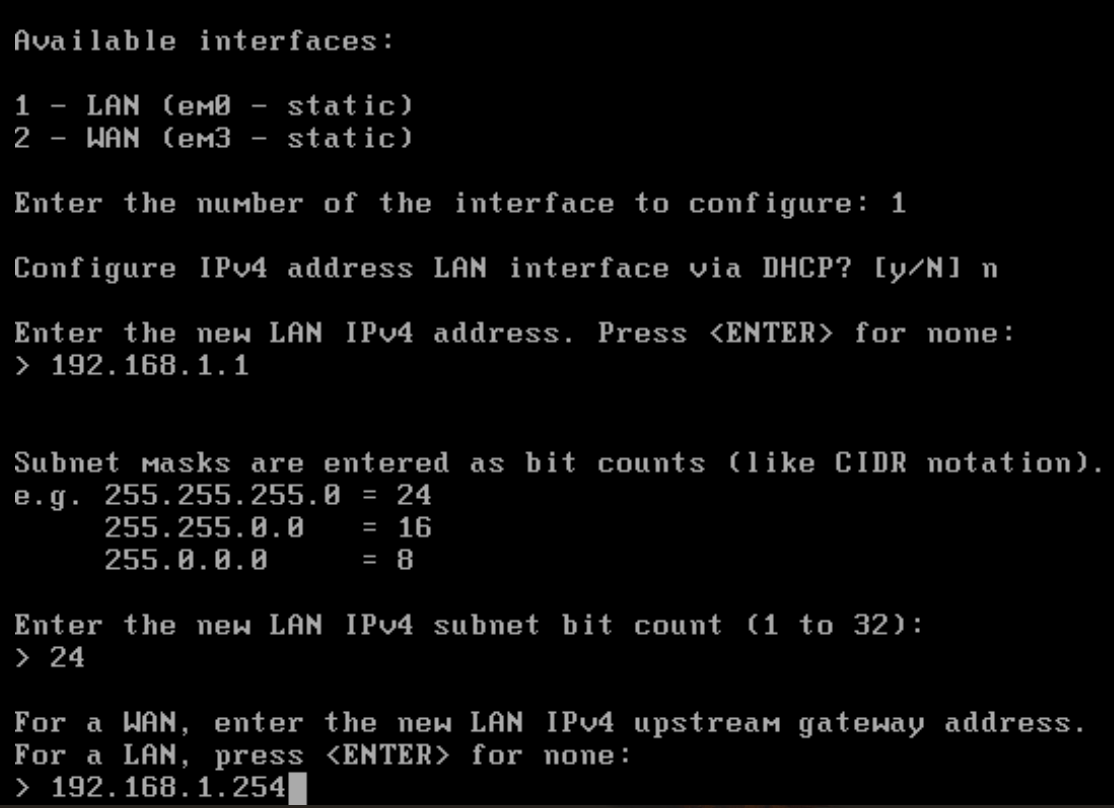 Available interfaces:
1 - LAN (em0 - static)
2 - WAN (em3 - static)
Enter the number of the interface to configure: 1
Configure IPv4 address LAN interface via DHCP? [y/N] n
Enter the new LAN IPv4 address. Press <ENTER> for none:
> 192.168.1.1
Subnet masks are entered as bit counts (like CIDR notation).
e.g. 255.255.255.0 = 24
     255.255.0.0   = 16
     255.0.0.0     = 8
Enter the new LAN IPv4 subnet bit count (1 to 32):
> 24
For a WAN, enter the new LAN IPv4 upstream gateway address.
For a LAN, press <ENTER> for none:
> 192.168.1.254